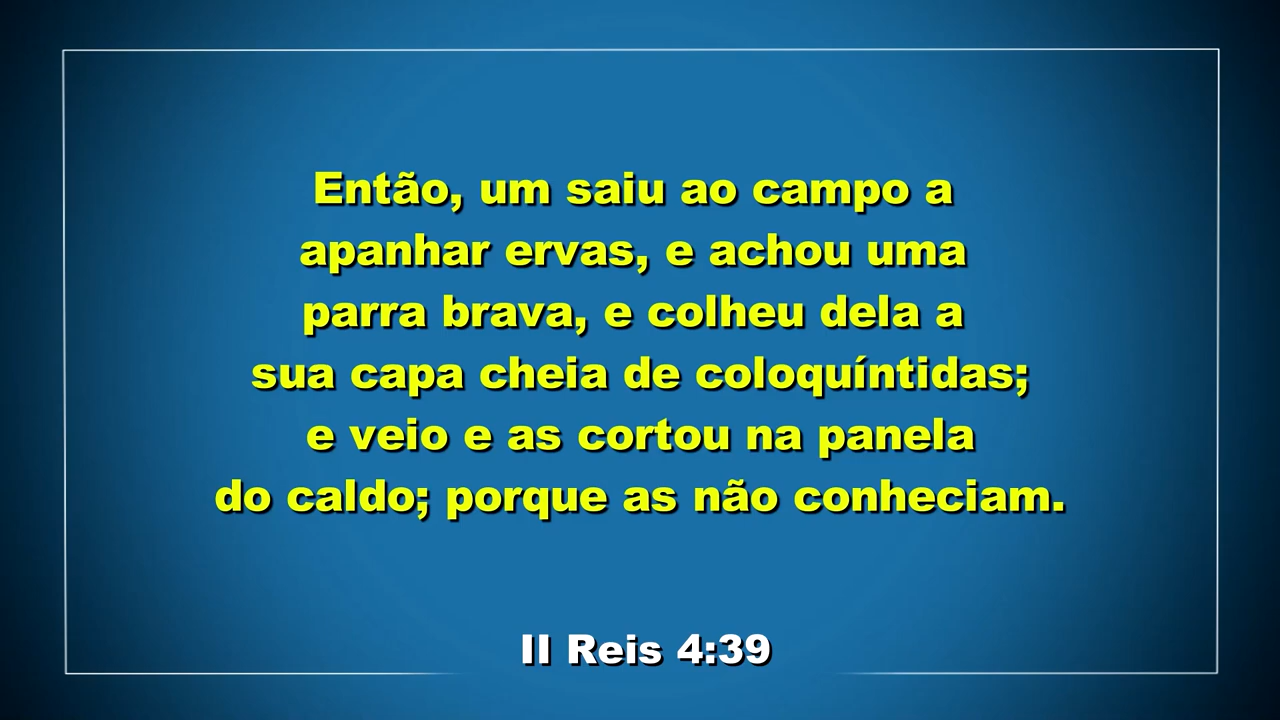 Então, um saiu ao campo a
apanhar ervas, e achou uma
parra brava, e colheu dela a
sua capa cheia de coloquíntidas;
e veio e as cortou na panela
do caldo; porque as não conheciam.
II Reis 4:39